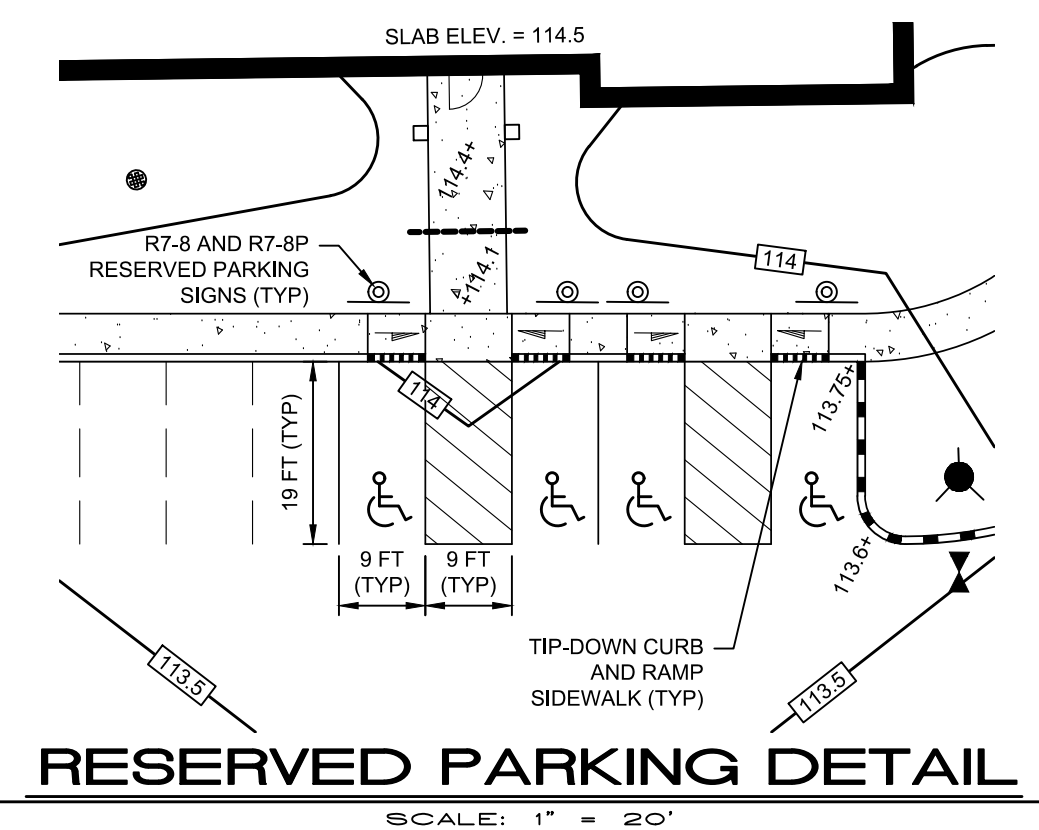 SLAB ELEV. = 114.5
114.4+
+114.1
R7-8 AND R7-8P
RESERVED PARKING
SIGNS (TYP)
114
114
113.75+
19 FT (TYP)
9 FT
(TYP)
9 FT
(TYP)
113.6+
TIP-DOWN CURB
AND RAMP
SIDEWALK (TYP)
113.5
113.5
RESERVED PARKING DETAIL
SCALE: 1" = 20'